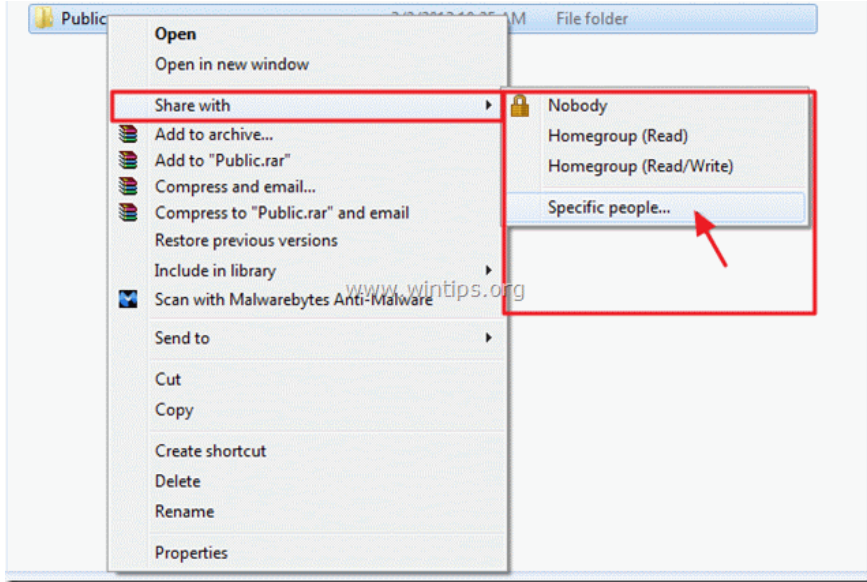 Public
File folder
Open
Open in new window
Share with
Add to archive...
Add to "Public.rar"
Compress and email...
Compress to "Public.rar" and email
Restore previous versions
Include in library
Scan with Malwarebytes Anti-Malware
Send to
Cut
Copy
Create shortcut
Delete
Rename
Properties
Nobody
Homegroup (Read)
Homegroup (Read/Write)
Specific people...
www.wintips.org